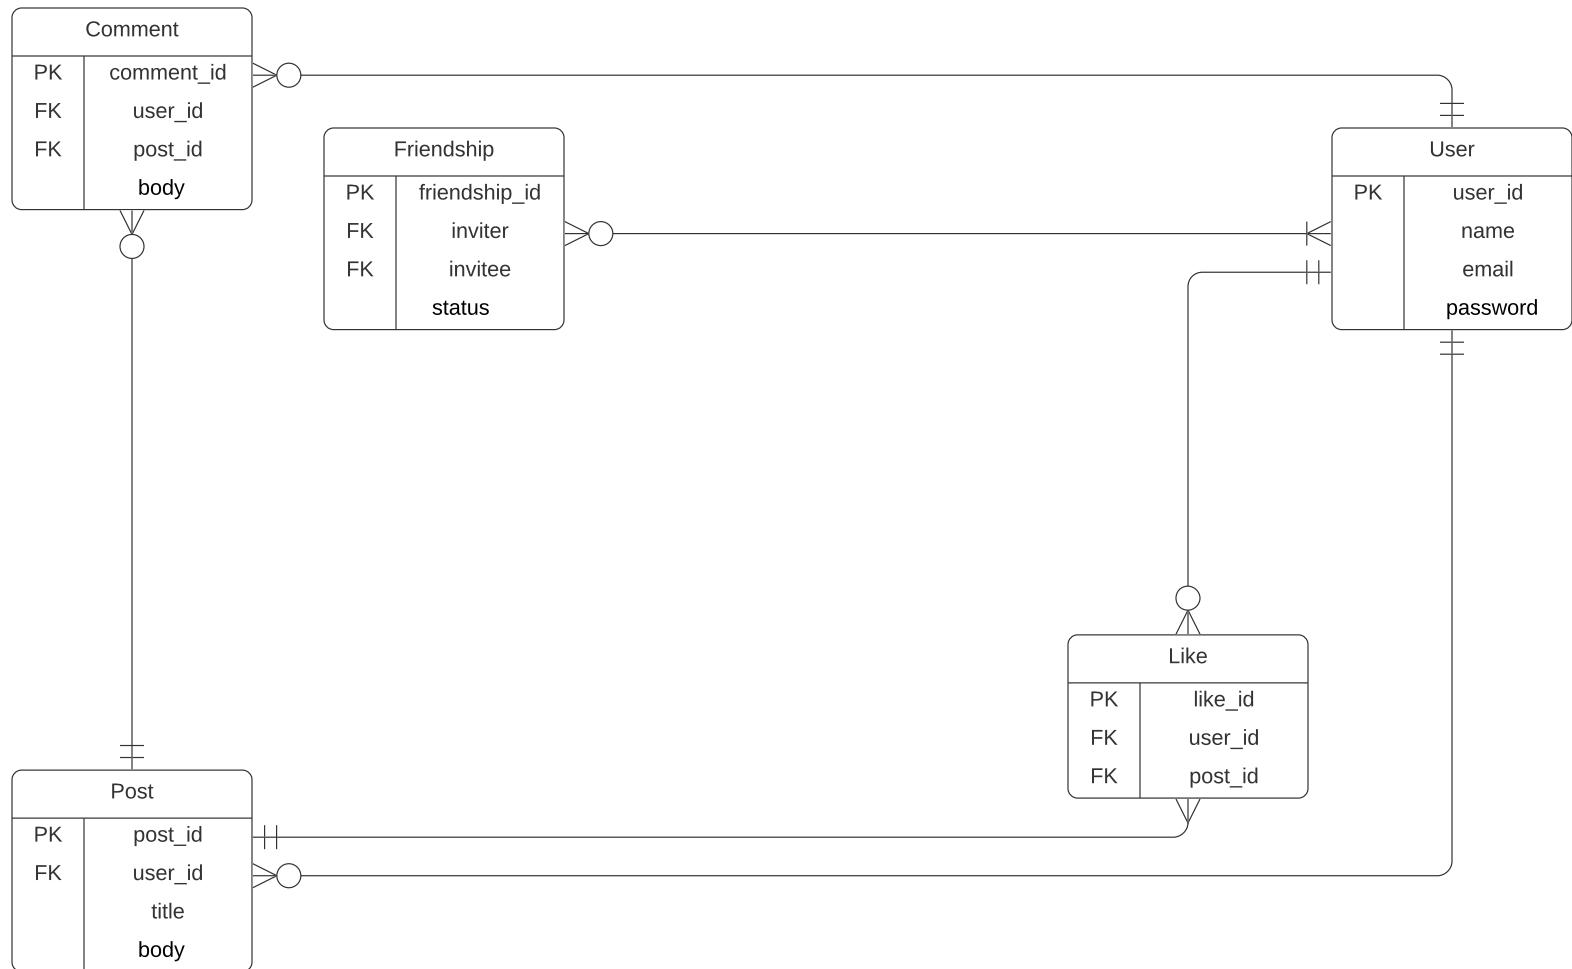 Comment
PK comment_id
FK user_id
FK post_id
body
Friendship
PK friendship_id
FK inviter
FK invitee
status
User
PK user_id
name
email
password
Like
PK like_id
FK user_id
FK post_id
Post
PK post_id
FK user_id
title
body